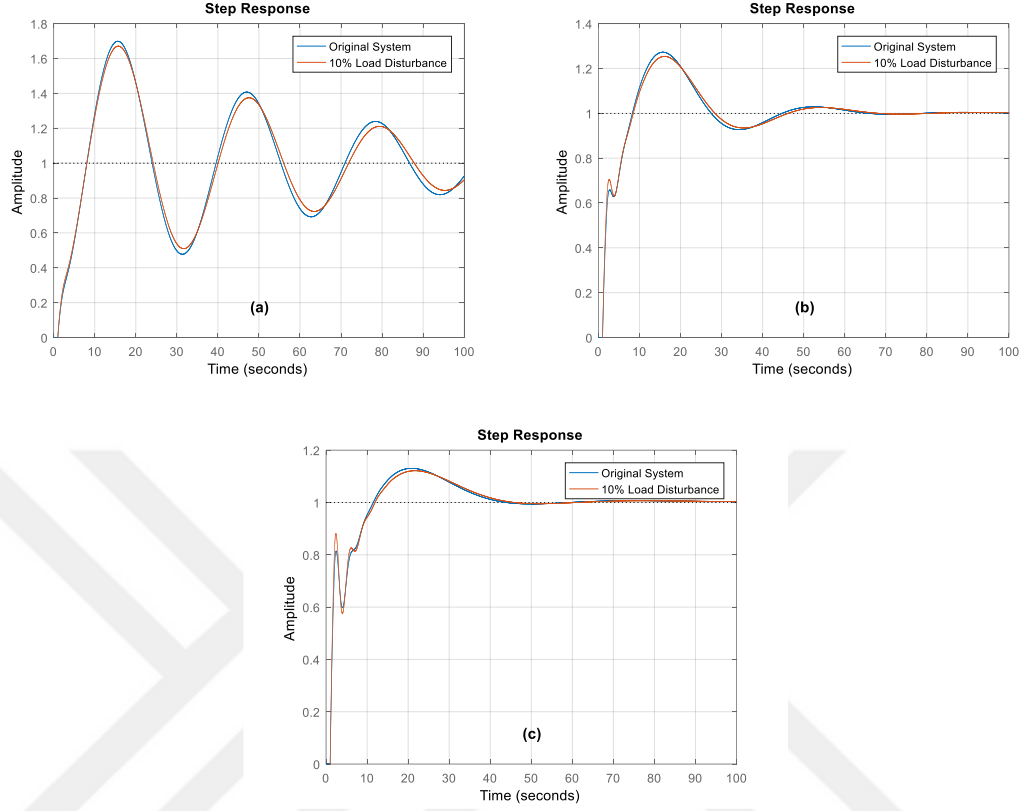 Step Response
1.8
1.6
1.4
1.2
1
0.8
0.6
0.4
0.2
0
Amplitude
Original System
10% Load Disturbance
(a)
0 10 20 30 40 50 60 70 80 90 100
Time (seconds)
Step Response
1.4
1.2
1
0.8
0.6
0.4
0.2
0
Amplitude
Original System
10% Load Disturbance
(b)
0 10 20 30 40 50 60 70 80 90 100
Time (seconds)
Step Response
1.2
1
0.8
0.6
0.4
0.2
0
Amplitude
Original System
10% Load Disturbance
(c)
0 10 20 30 40 50 60 70 80 90 100
Time (seconds)